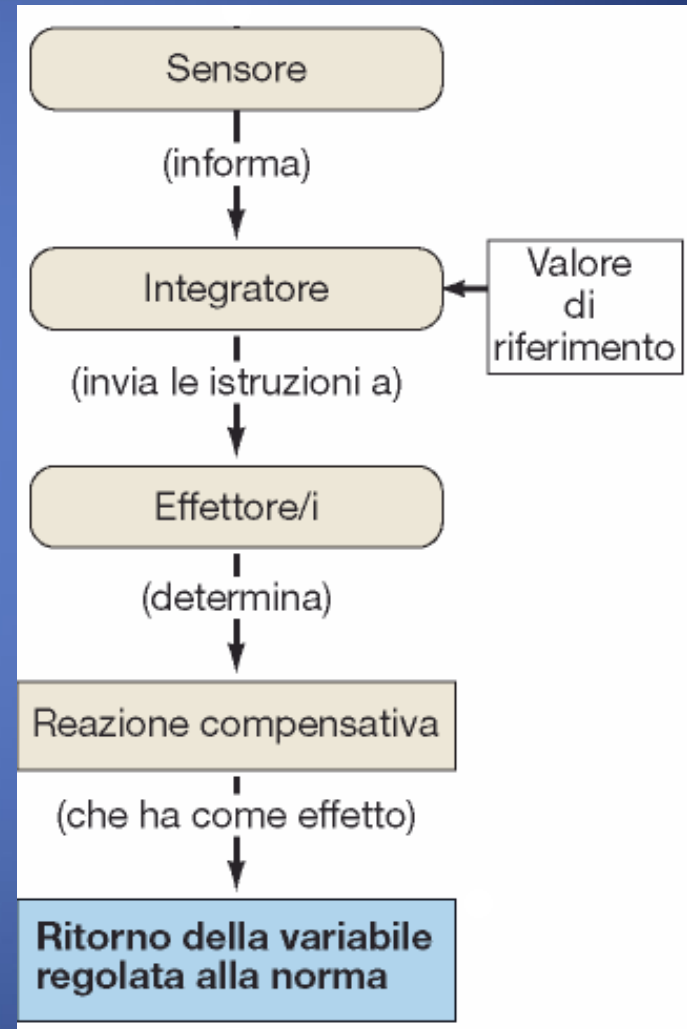 Sensore
(informa)
Integratore
Valore
di
riferimento
(invia le istruzioni a)
Effettore/i
(determina)
Reazione compensativa
(che ha come effetto)
Ritorno della variabile
regolata alla norma